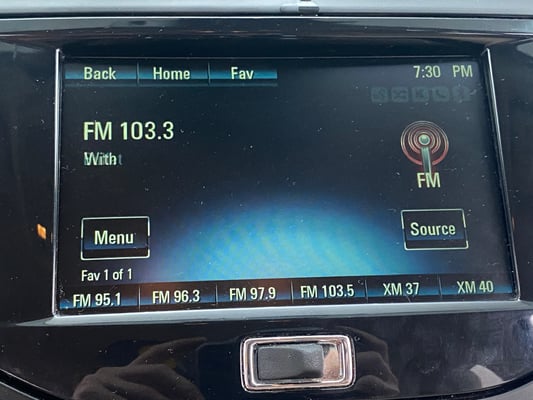 Back Home Fav 7:30 PM
FM 103.3
With
FM
Menu
Source
Fav 1 of 1
FM 95.1 FM 96.3 FM 97.9 FM 103.5 XM 37 XM 40